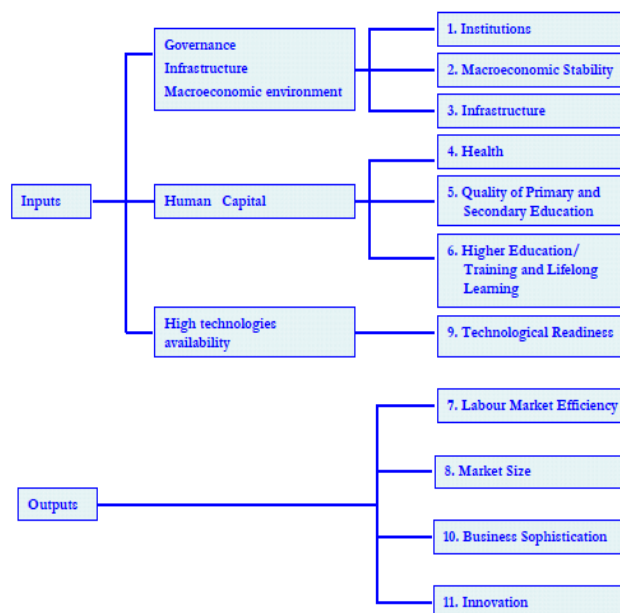 Governance
Infrastructure
Macroeconomic environment
1. Institutions
2. Macroeconomic Stability
3. Infrastructure
Inputs
Human Capital
4. Health
5. Quality of Primary and
Secondary Education
6. Higher Education/
Training and Lifelong
Learning
High technologies
availability
9. Technological Readiness
Outputs
7. Labour Market Efficiency
8. Market Size
10. Business Sophistication
11. Innovation